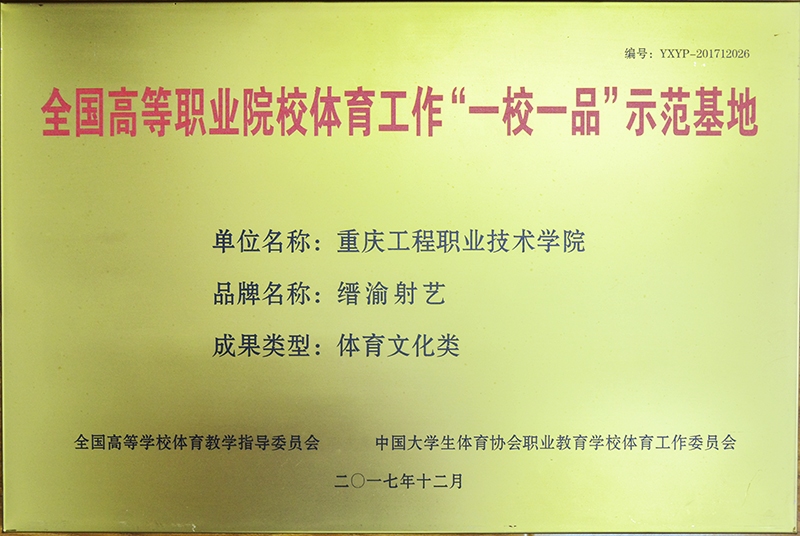 编号：YXYP-201712026
全国高等职业院校体育工作“一校一品”示范基地
单位名称：重庆工程职业技术学院
品牌名称：缙渝射艺
成果类型：体育文化类
全国高等学校体育教学指导委员会　　中国大学生体育协会职业教育学校体育工作委员会
二〇一七年十二月